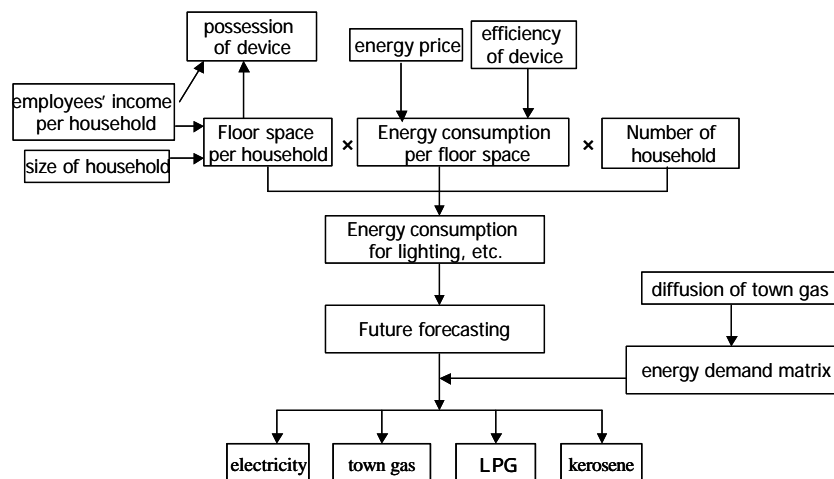 possession
of device
energy price
efficiency
of device
employees' income
per household
Floor space
per household
×
Energy consumption
per floor space
×
Number of
household
size of household
Energy consumption
for lighting, etc.
diffusion of town gas
Future forecasting
energy demand matrix
electricity
town gas
LPG
kerosene